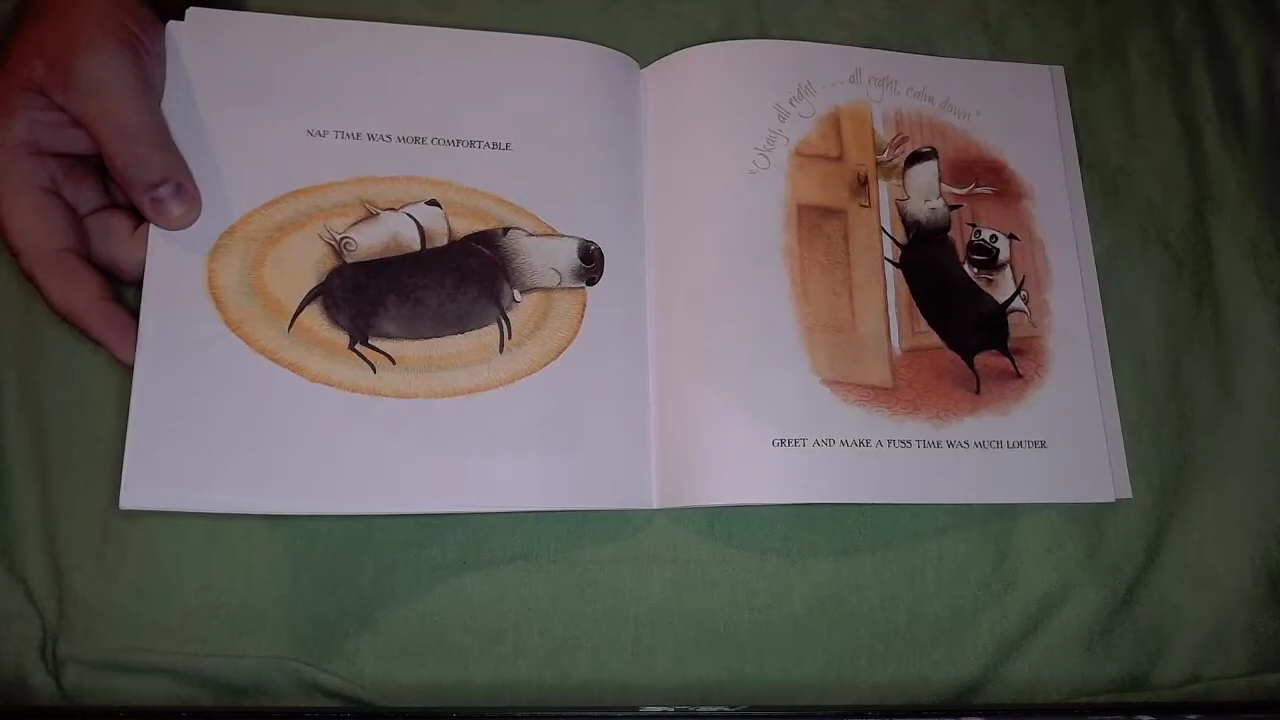 NAP TIME WAS MORE COMFORTABLE.
"Okay, all right . . . all right, calm down"
GREET AND MAKE A FUSS TIME WAS MUCH LOUDER.